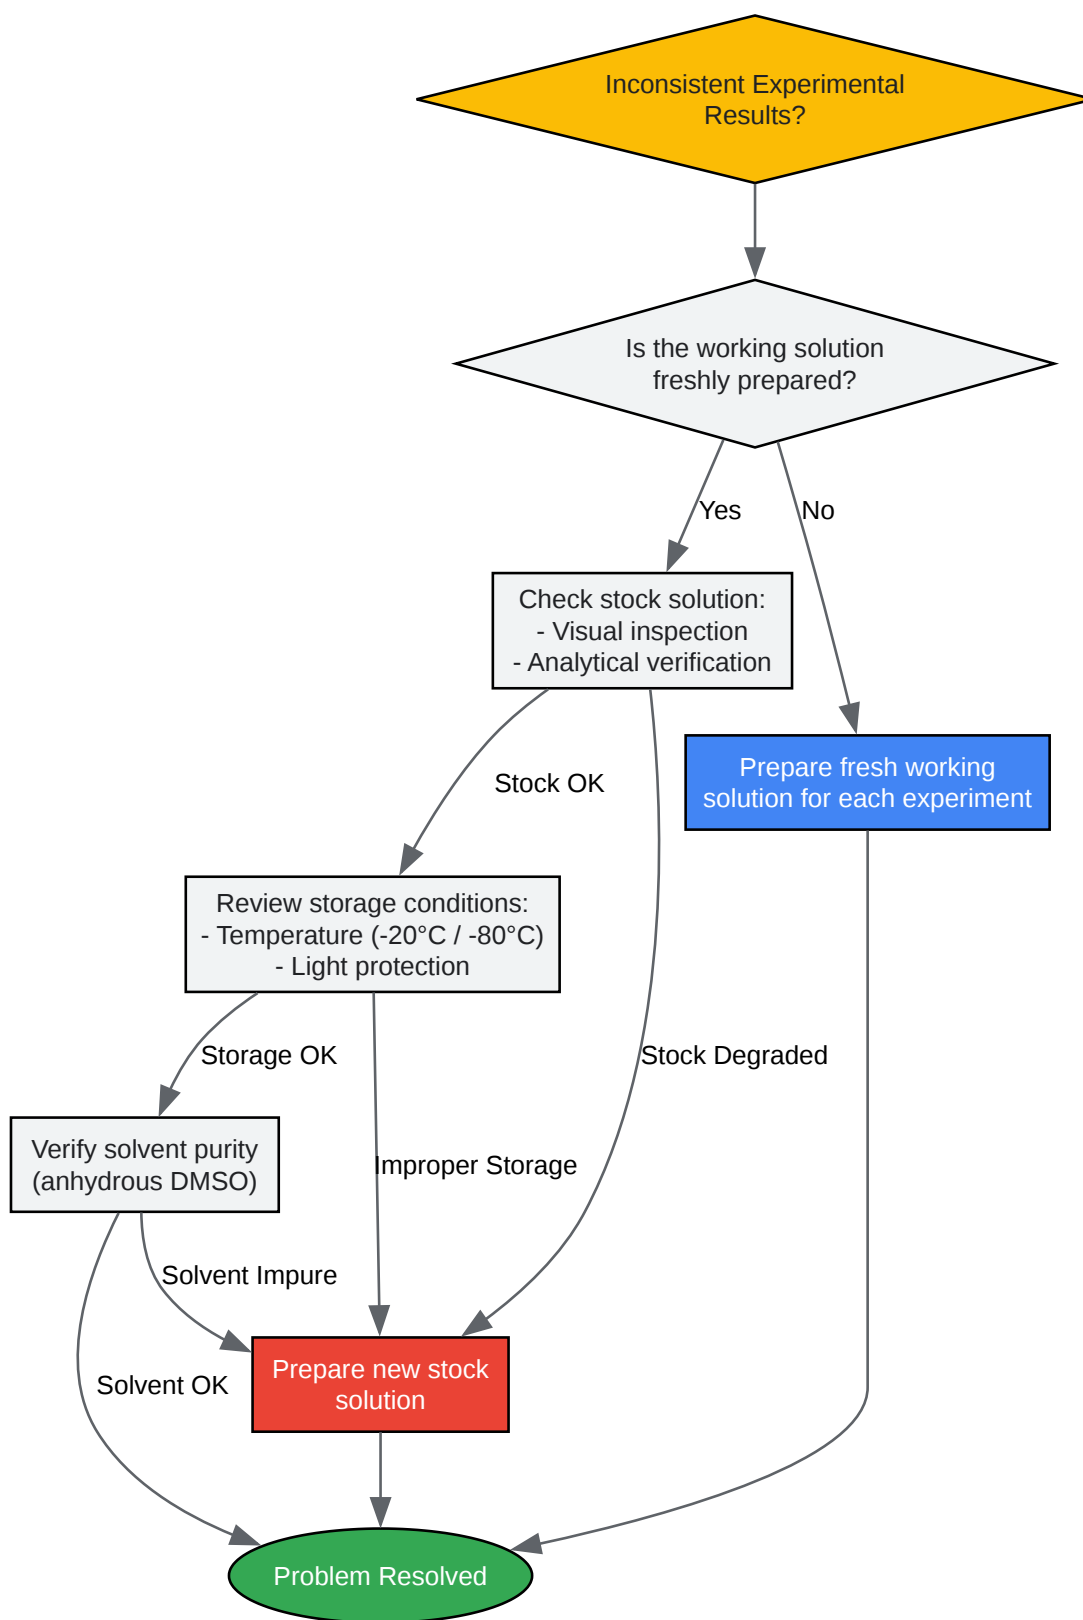 Inconsistent Experimental
Results?
Is the working solution
freshly prepared?
Yes
No
Check stock solution:
- Visual inspection
- Analytical verification
Prepare fresh working
solution for each experiment
Stock OK
Review storage conditions:
- Temperature (-20°C / -80°C)
- Light protection
Storage OK
Stock Degraded
Verify solvent purity
(anhydrous DMSO)
Improper Storage
Solvent Impure
Solvent OK
Prepare new stock
solution
Problem Resolved